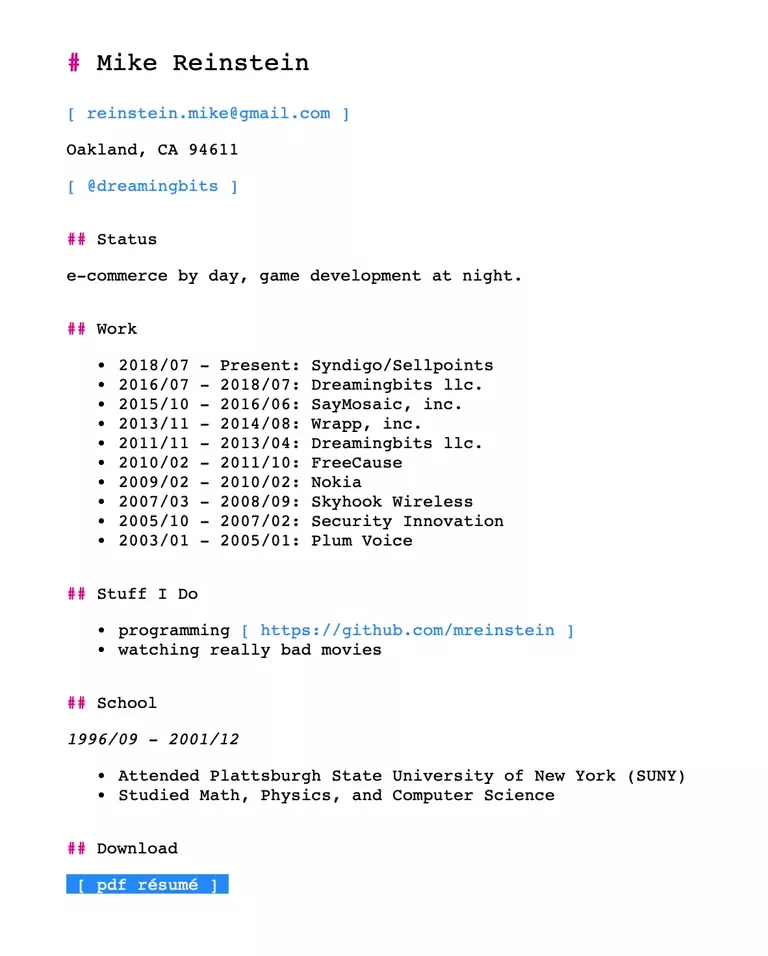 # Mike Reinstein
[ reinstein.mike@gmail.com ]
Oakland, CA 94611
[ @dreamingbits ]
## Status
e-commerce by day, game development at night.
## Work
• 2018/07 - Present: Syndigo/Sellpoints
• 2016/07 - 2018/07: Dreamingbits llc.
• 2015/10 - 2016/06: SayMosaic, inc.
• 2013/11 - 2014/08: Wrapp, inc.
• 2011/11 - 2013/04: Dreamingbits llc.
• 2010/02 - 2011/10: FreeCause
• 2009/02 - 2010/02: Nokia
• 2007/03 - 2008/09: Skyhook Wireless
• 2005/10 - 2007/02: Security Innovation
• 2003/01 - 2005/01: Plum Voice
## Stuff I Do
• programming [ https://github.com/mreinstein ]
• watching really bad movies
## School
1996/09 - 2001/12
• Attended Plattsburgh State University of New York (SUNY)
• Studied Math, Physics, and Computer Science
## Download
[ pdf résumé ]